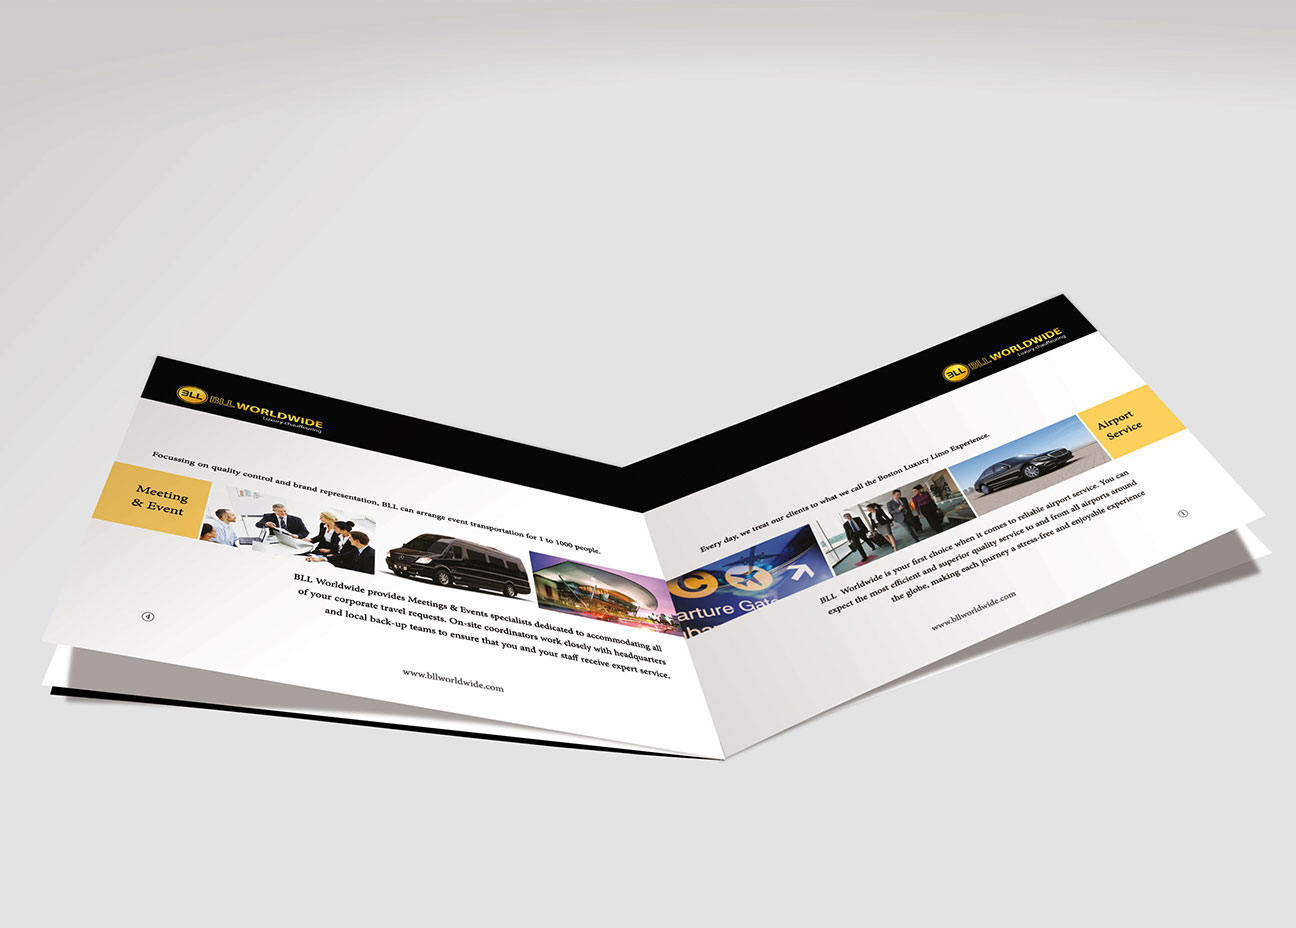 BLL
BLL WORLDWIDE
Luxury chauffeuring
Focussing on quality control and brand representation. BLL can arrange event transportation for 1 to 1000 people.
Meeting
& Event
BLL Worldwide provides Meetings & Events specialists dedicated to accommodating all
of your corporate travel requests. On-site coordinators work closely with headquarters
and local back-up teams to ensure that you and your staff receive expert service.
4
www.bllworldwide.com
BLL
BLL WORLDWIDE
Luxury chauffeuring
Every day, we treat our clients to what we call the Boston Luxury Limo Experience.
Airport
Service
C
arture Gat
BLL Worldwide is your first choice when it comes to reliable airport service. You can
expect the most efficient and superior quality service to and from all airports around
the globe, making each journey a stress-free and enjoyable experience
1
www.bllworldwide.com